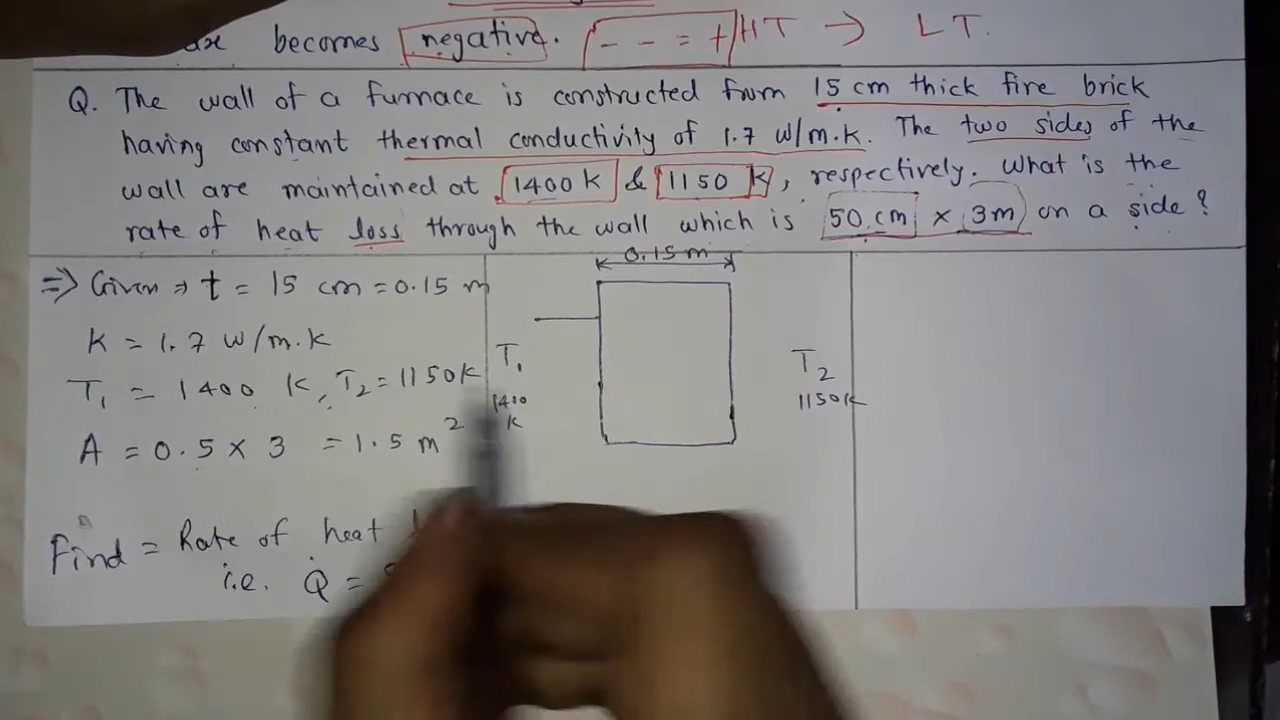 becomes negative. - - = + HT → LT.
Q. The wall of a furnace is constructed from 15 cm thick fire brick
having constant thermal conductivity of 1.7 W/m.K. The two sides of the
wall are maintained at 1400 K & 1150 K, respectively. What is the
rate of heat loss through the wall which is 50 cm × 3m on a side?
⇒ Given → t = 15 cm = 0.15 m
K = 1.7 W/m.K
T1 = 1400 K, T2 = 1150K
A = 0.5 × 3 = 1.5 m²
Find = Rate of heat
i.e. Q̇ =
0.15 m
T1
1400
K
T2
1150K